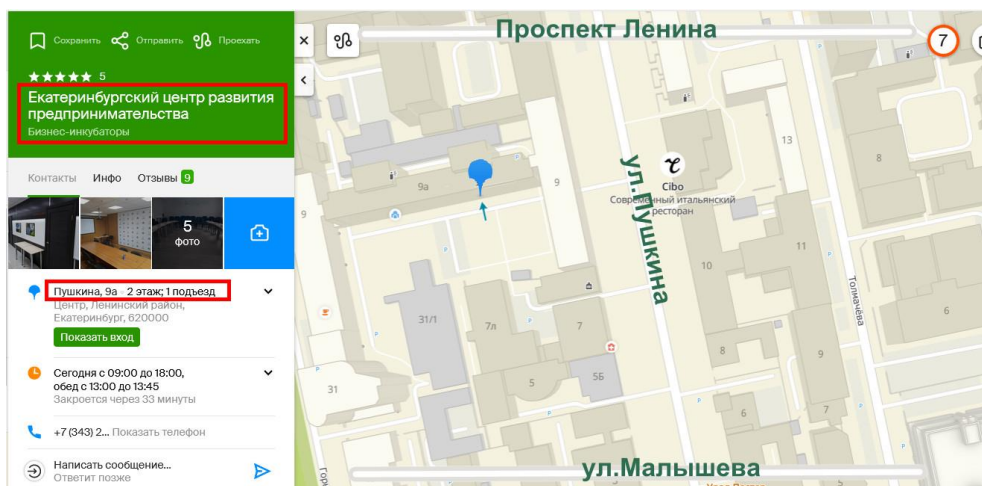 Сохранить Отправить Проехать
5
Екатеринбургский центр развития
предпринимательства
Бизнес-инкубаторы
Контакты Инфо Отзывы 9
5
фото
Пушкина, 9а 2 этаж; 1 подъезд
Центр, Ленинский район,
Екатеринбург, 620000
Показать вход
Сегодня с 09:00 до 18:00,
обед с 13:00 до 13:45
Закроется через 33 минуты
+7 (343) 2... Показать телефон
Написать сообщение...
Ответит позже
Проспект Ленина
7
ул.Пушкина
Cibo
Современный итальянский
ресторан
13
8
9а
9
9
11
10
Толмачёва
6
31/1
7л
7
8
9
31
5
5Б
6
7
Р
Р
Р
ул.Малышева